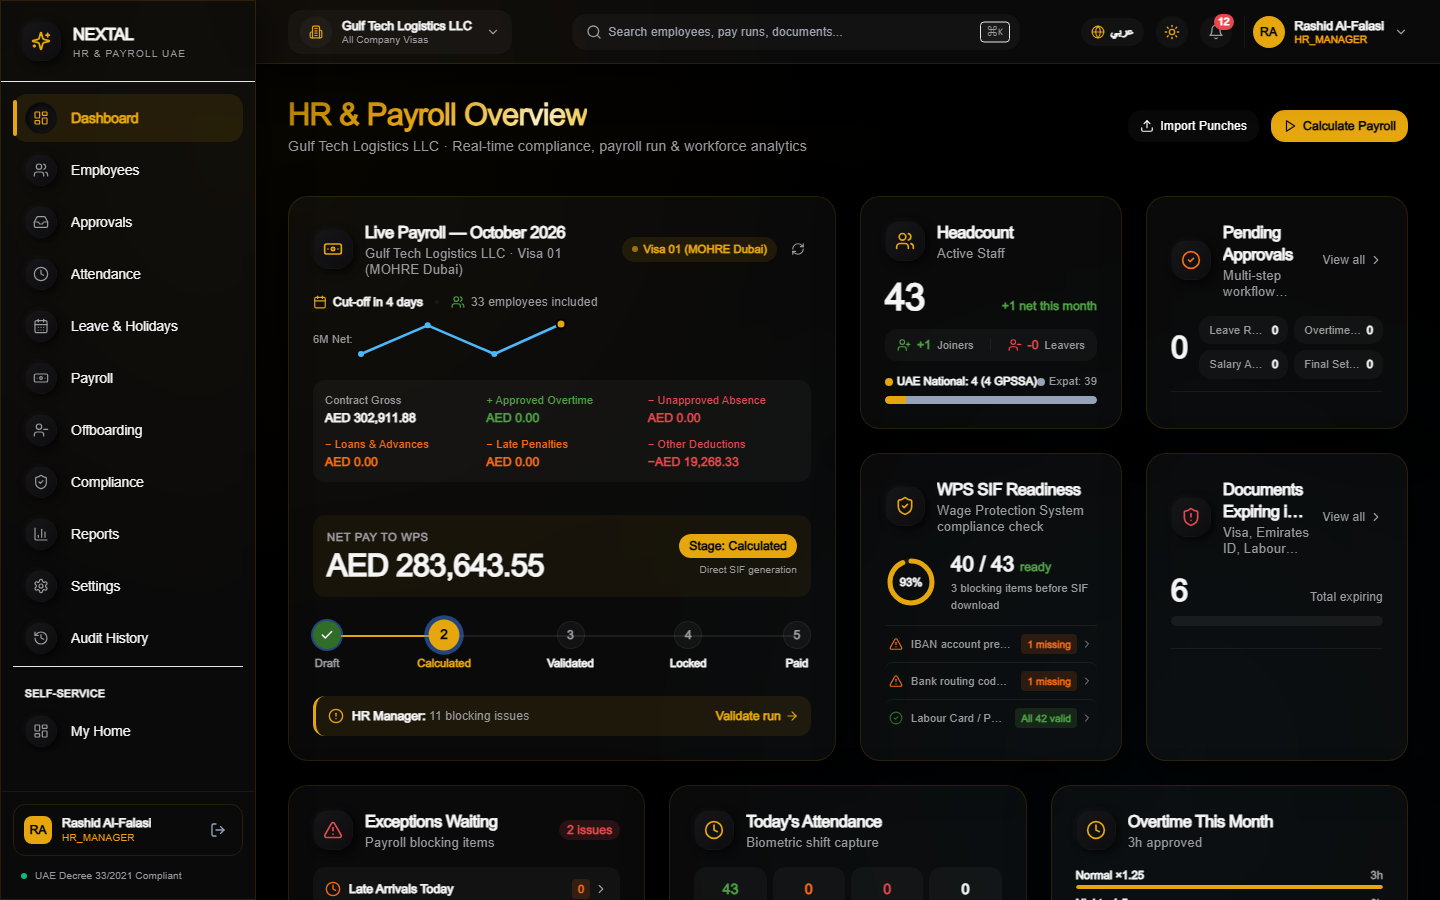 NEXTAL
HR & PAYROLL UAE
Dashboard
Employees
Approvals
Attendance
Leave & Holidays
Payroll
Offboarding
Compliance
Reports
Settings
Audit History
SELF-SERVICE
My Home
RA
Rashid Al-Falasi
HR_MANAGER
UAE Decree 33/2021 Compliant
Gulf Tech Logistics LLC
All Company Visas
Search employees, pay runs, documents...
⌘K
عربي
12
RA
Rashid Al-Falasi
HR_MANAGER
HR & Payroll Overview
Gulf Tech Logistics LLC · Real-time compliance, payroll run & workforce analytics
Import Punches
Calculate Payroll
Live Payroll — October 2026
Gulf Tech Logistics LLC · Visa 01
(MOHRE Dubai)
Visa 01 (MOHRE Dubai)
Cut-off in 4 days
33 employees included
6M Net:
Contract Gross
AED 302,911.88
+ Approved Overtime
AED 0.00
− Unapproved Absence
AED 0.00
− Loans & Advances
AED 0.00
− Late Penalties
AED 0.00
− Other Deductions
−AED 19,268.33
NET PAY TO WPS
AED 283,643.55
Stage: Calculated
Direct SIF generation
2
3
4
5
Draft
Calculated
Validated
Locked
Paid
HR Manager: 11 blocking issues
Validate run
Headcount
Active Staff
43
+1 net this month
+1 Joiners
-0 Leavers
UAE National: 4 (4 GPSSA)
Expat: 39
Pending
Approvals
Multi-step
workflow...
View all
0
Leave R... 0
Overtime... 0
Salary A... 0
Final Set... 0
WPS SIF Readiness
Wage Protection System
compliance check
93%
40 / 43 ready
3 blocking items before SIF
download
IBAN account pre... 1 missing
Bank routing cod... 1 missing
Labour Card / P... All 42 valid
Documents
Expiring i...
Visa, Emirates
ID, Labour...
View all
6
Total expiring
Exceptions Waiting
Payroll blocking items
2 issues
Late Arrivals Today
0
Today's Attendance
Biometric shift capture
43
0
0
0
Overtime This Month
3h approved
Normal ×1.25
3h